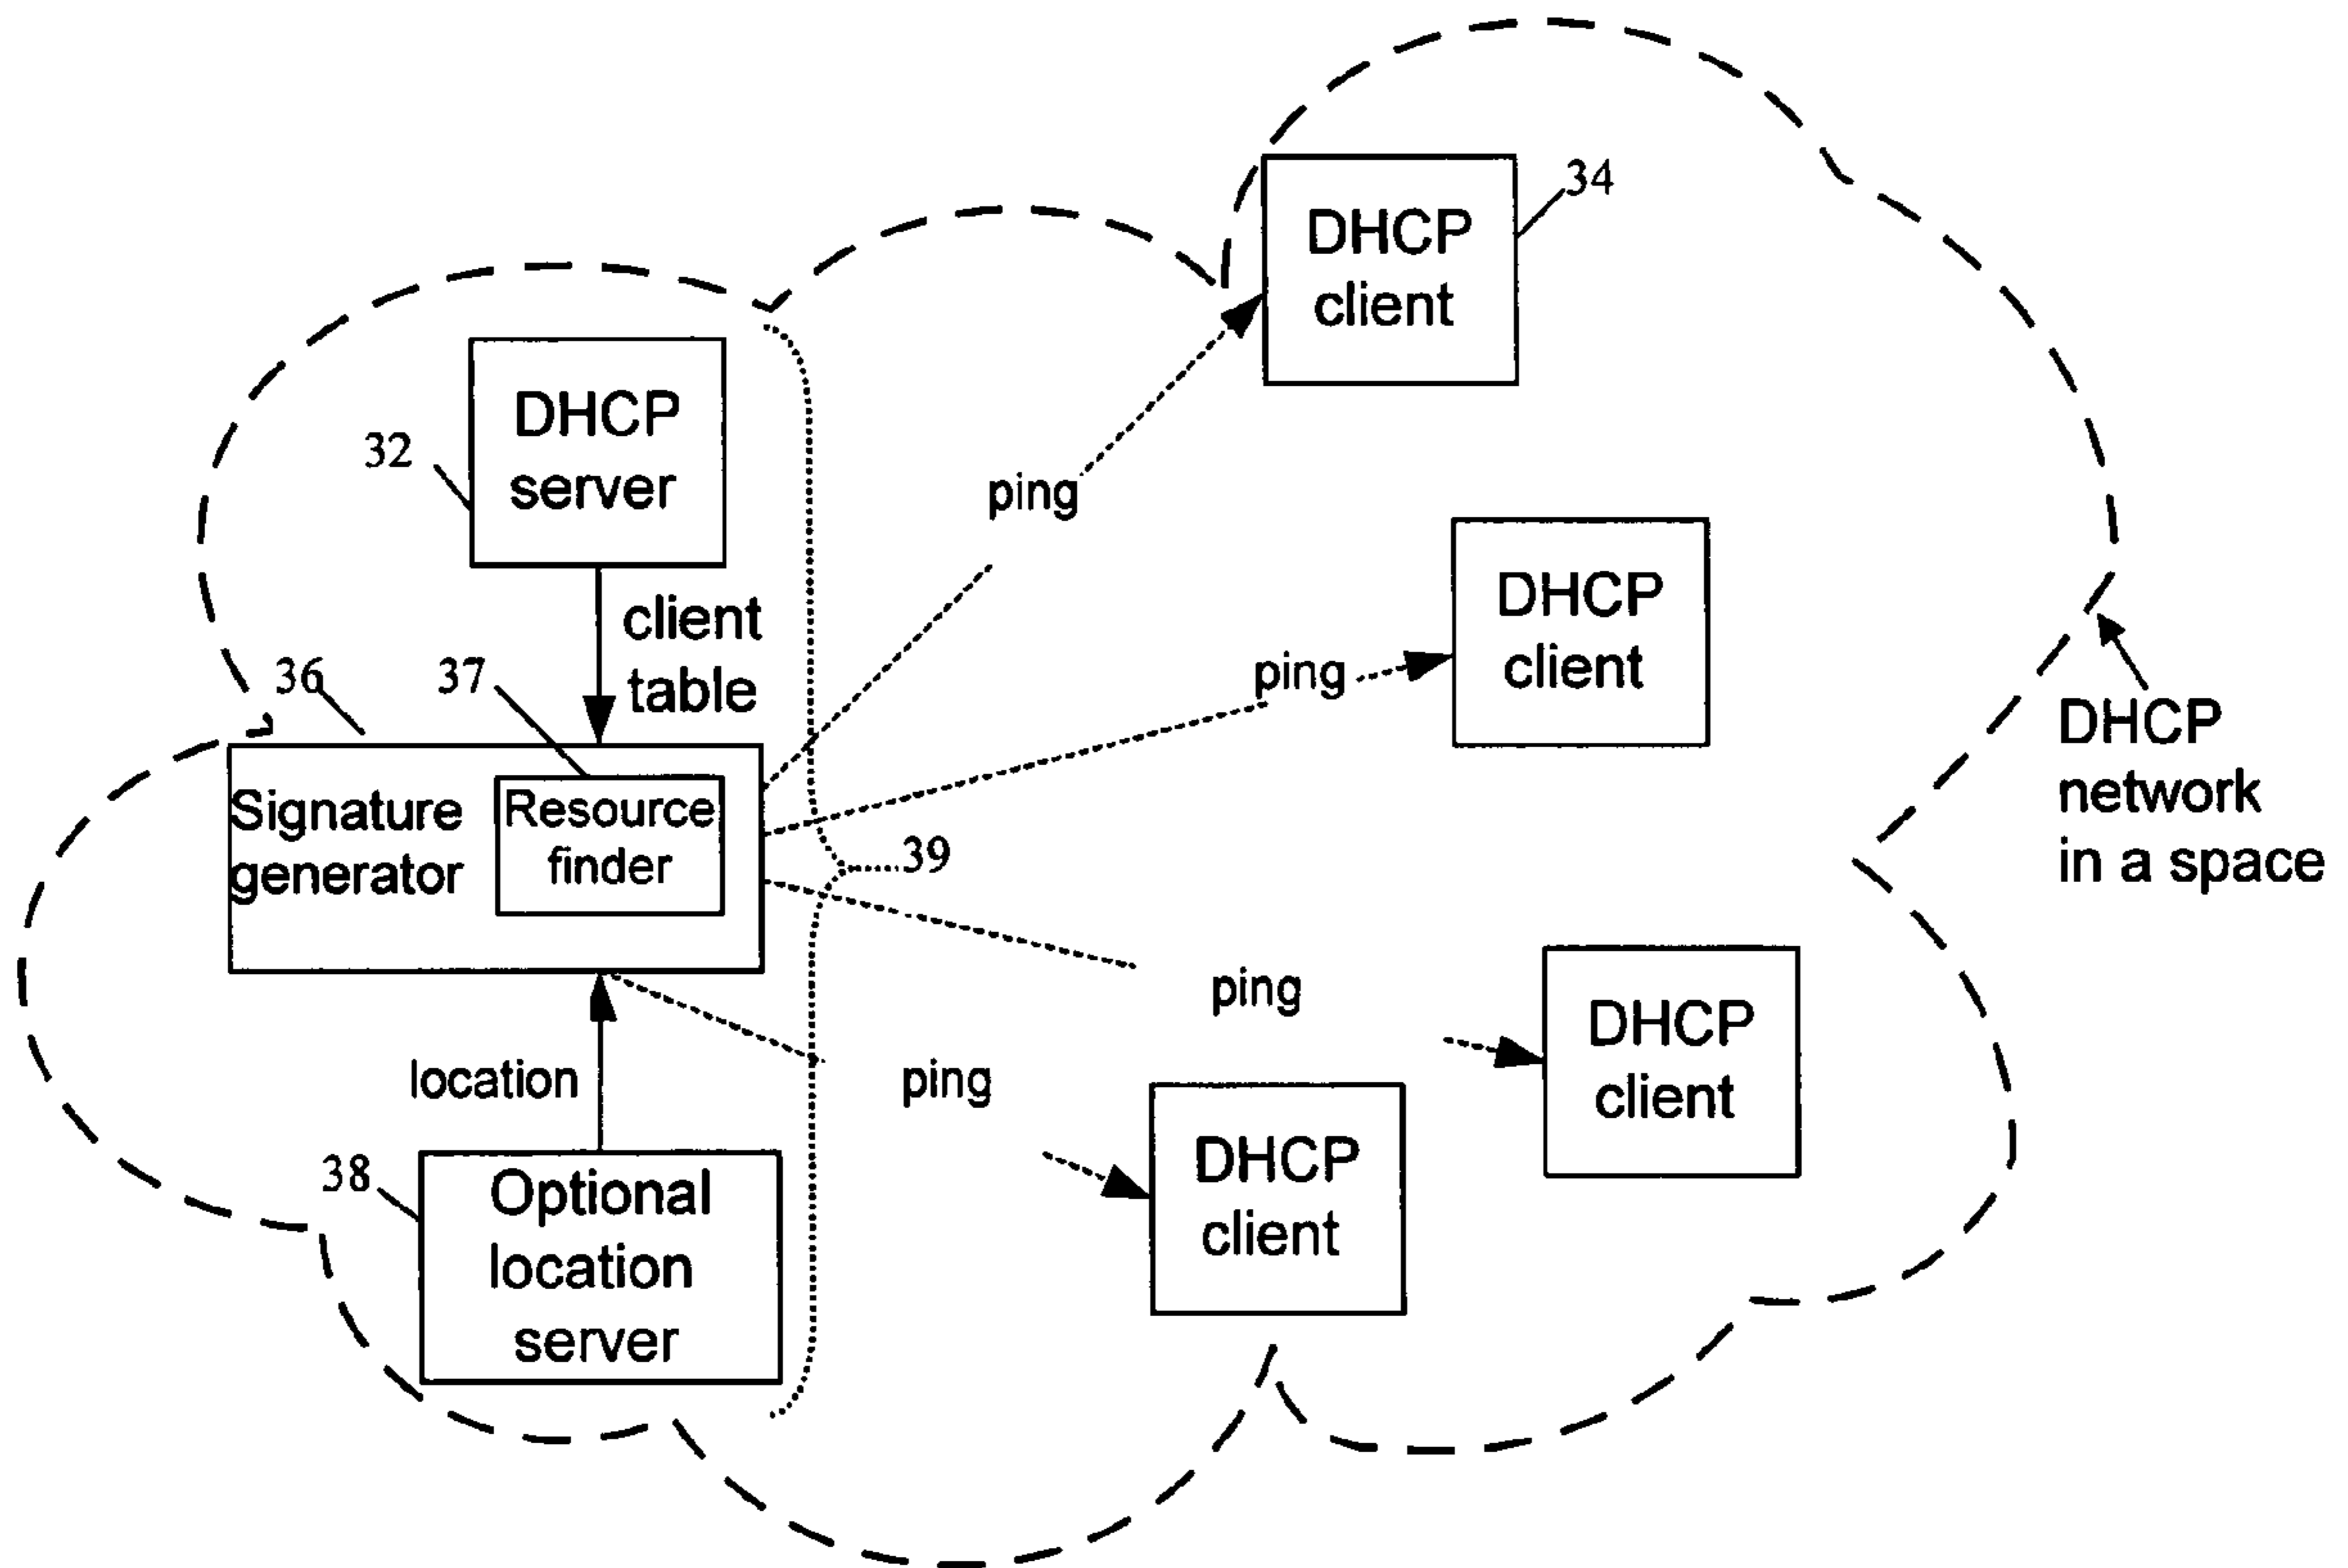 34
DHCP
client
DHCP
server
32
ping
client
table
DHCP
client
ping
36
37
DHCP
network
in a space
Signature
generator
Resource
finder
39
ping
DHCP
client
location
ping
DHCP
client
38
Optional
location
server